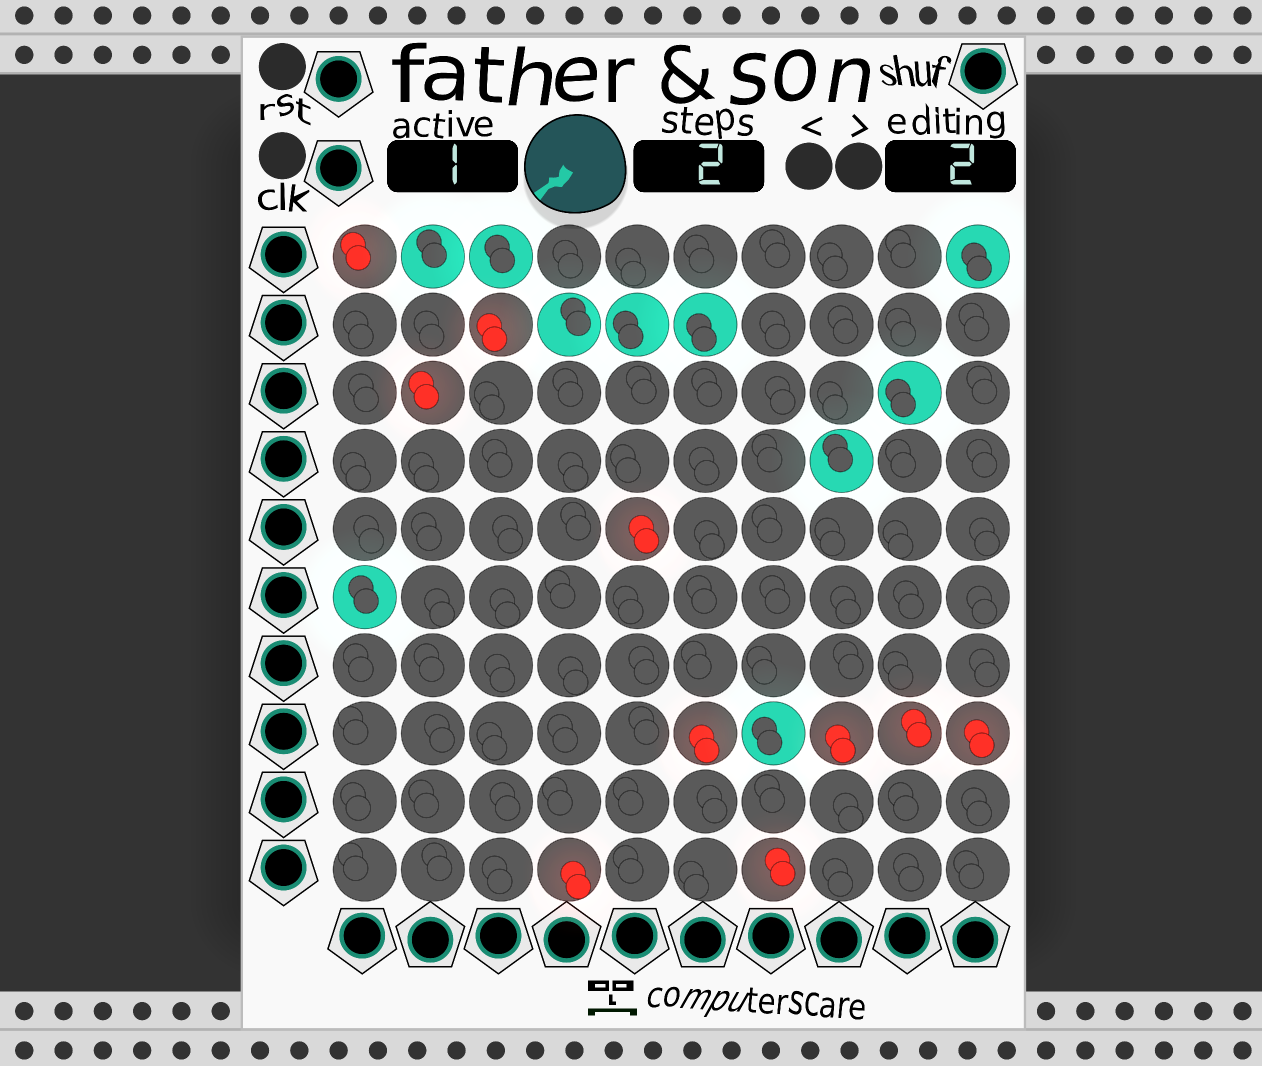 father & son
shuf
rst
active
steps
< >
editing
1
2
2
clk
computerscare